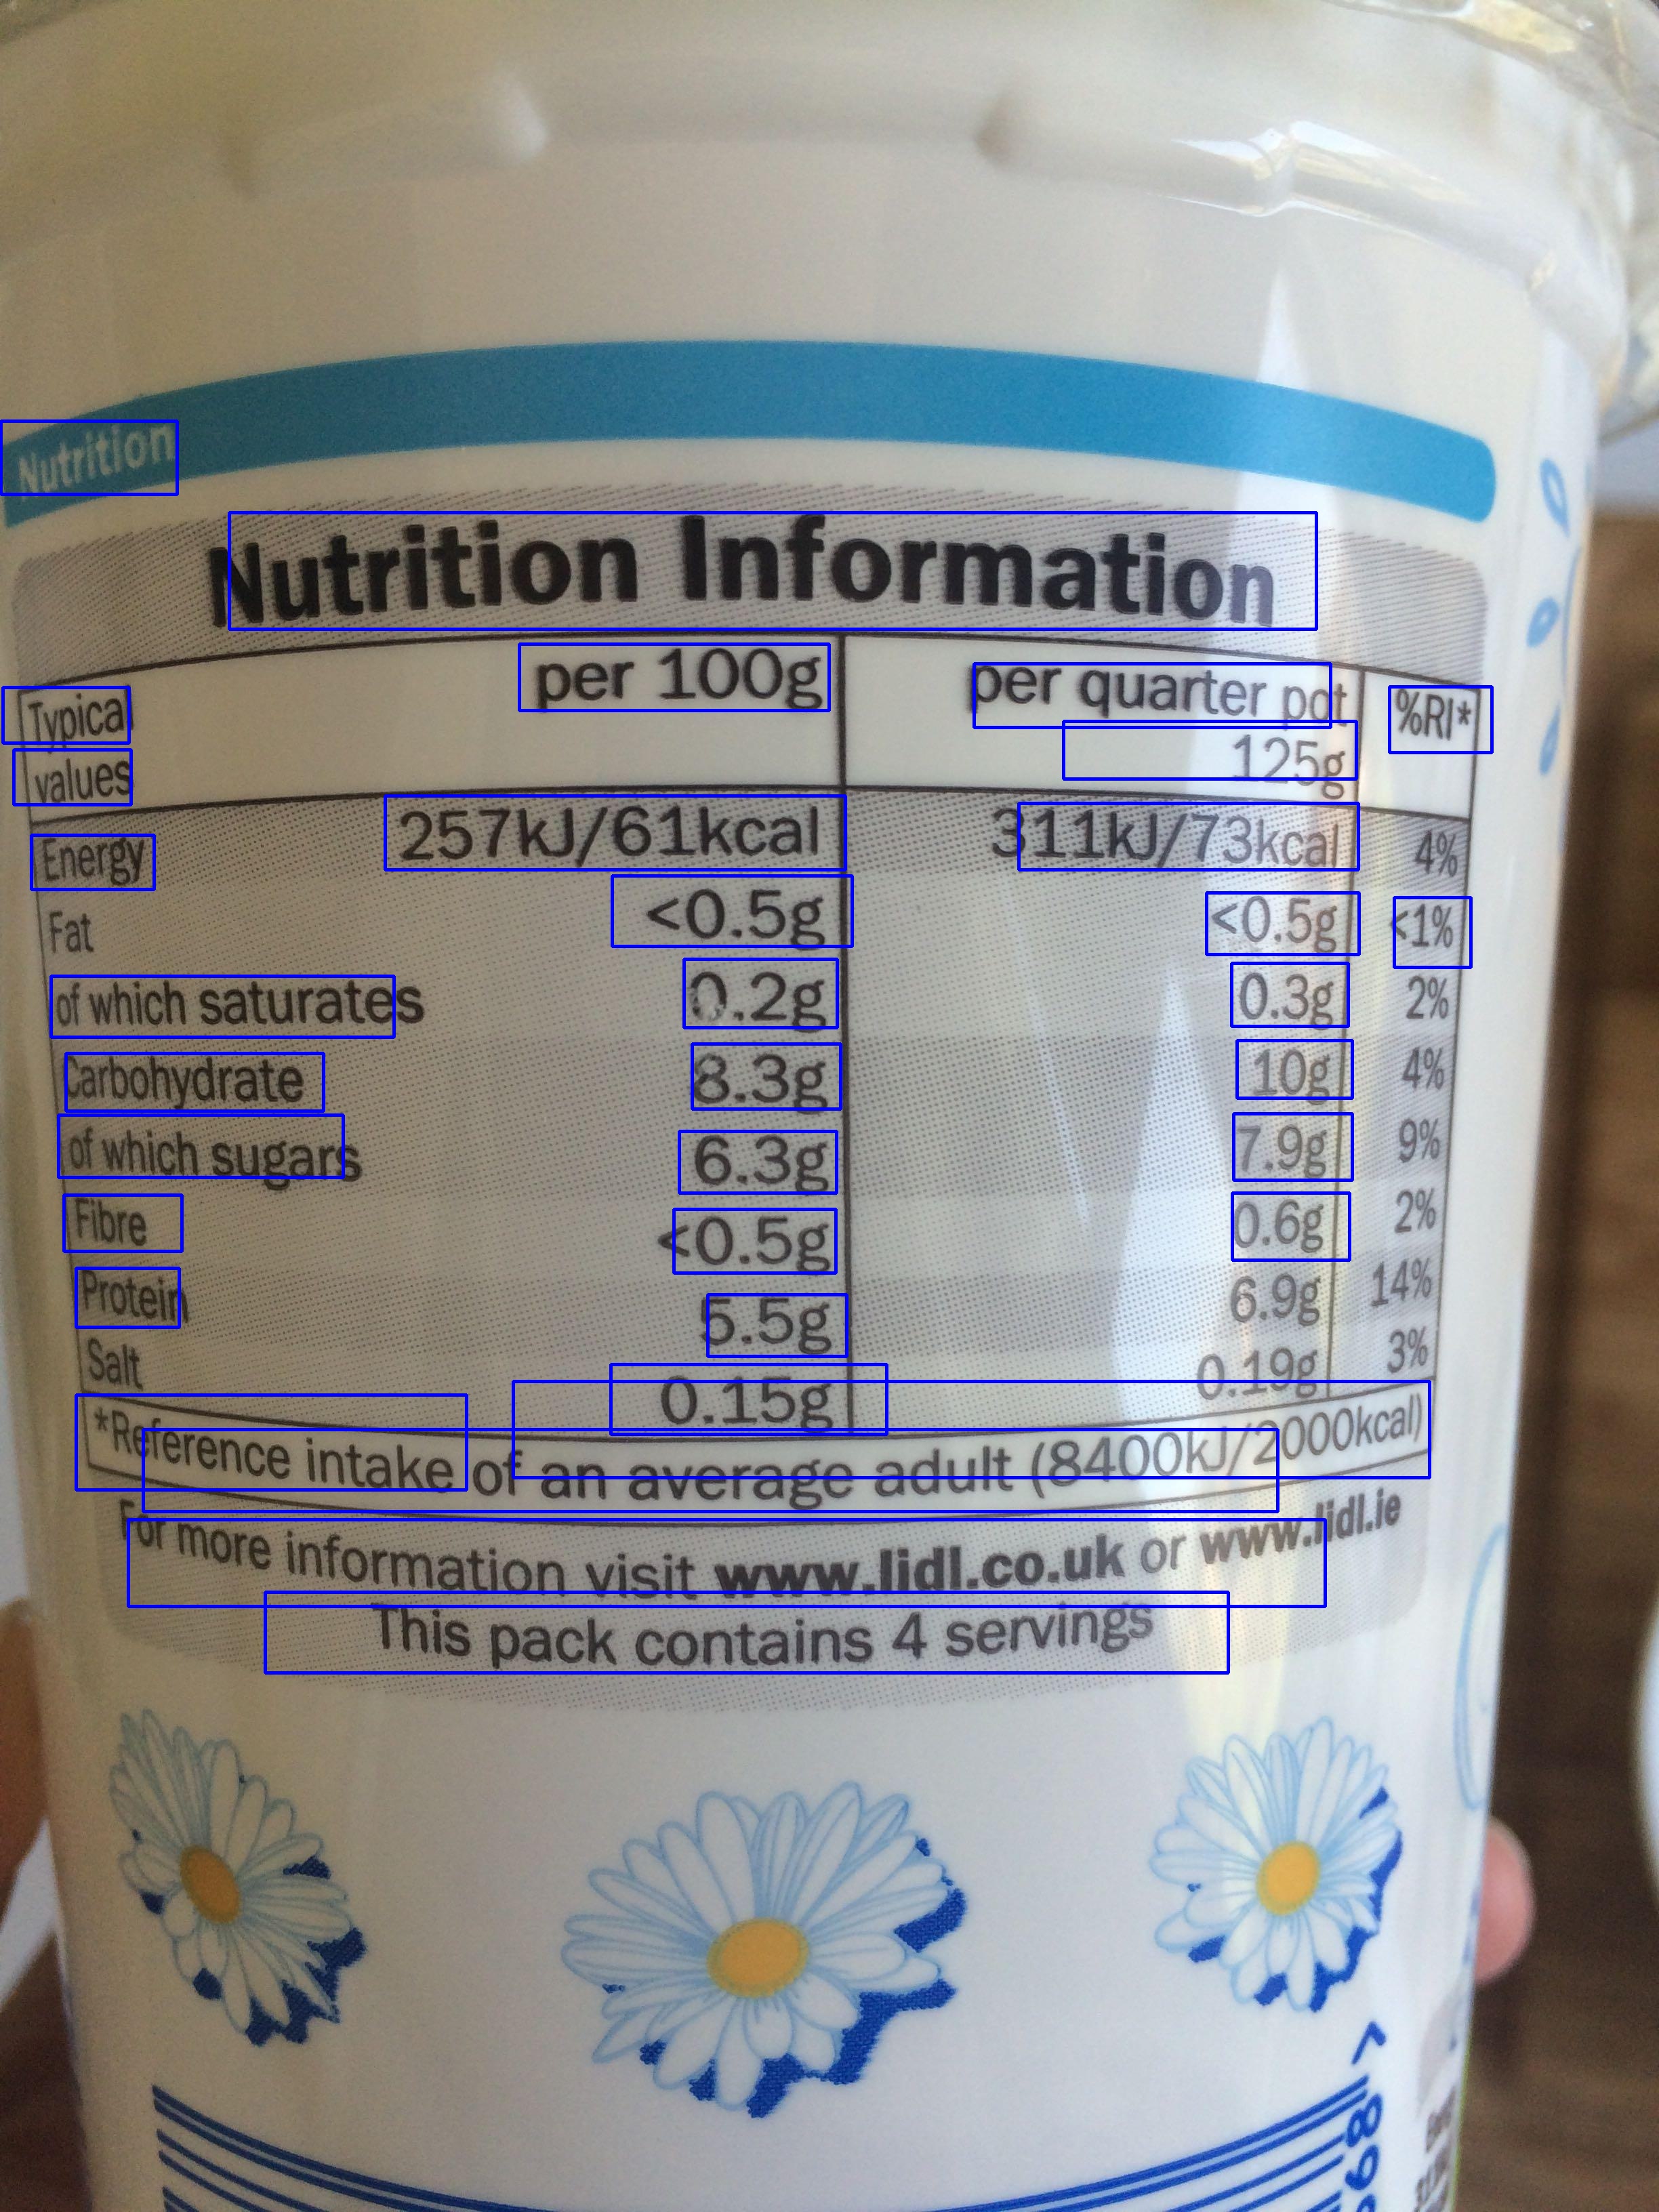 Nutrition
Nutrition Information
Typical values per 100g per quarter pot 125g %RI*
Energy 257kJ/61kcal 311kJ/73kcal 4%
Fat <0.5g <0.5g <1%
of which saturates 0.2g 0.3g 2%
Carbohydrate 8.3g 10g 4%
of which sugars 6.3g 7.9g 9%
Fibre <0.5g 0.6g 2%
Protein 5.5g 6.9g 14%
Salt 0.15g 0.19g 3%
*Reference intake of an average adult (8400kJ/2000kcal)
For more information visit www.lidl.co.uk or www.lidl.ie
This pack contains 4 servings
68>